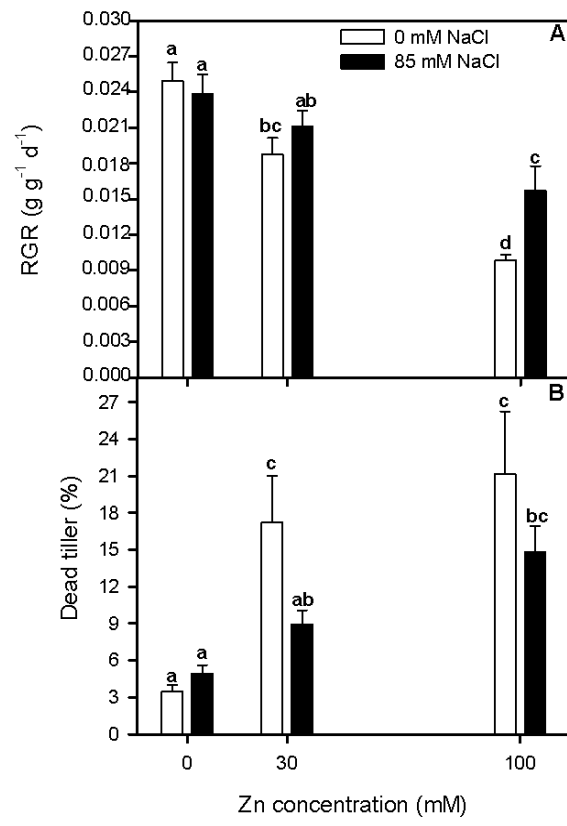 0.030
0.027
0.024
0.021
0.018
0.015
0.012
0.009
0.006
0.003
0.000
RGR (g g⁻¹ d⁻¹)
A
0 mM NaCl
85 mM NaCl
a
a
bc
ab
d
c
B
27
24
21
18
15
12
9
6
3
0
Dead tiller (%)
a
a
c
ab
c
bc
0 30 100
Zn concentration (mM)